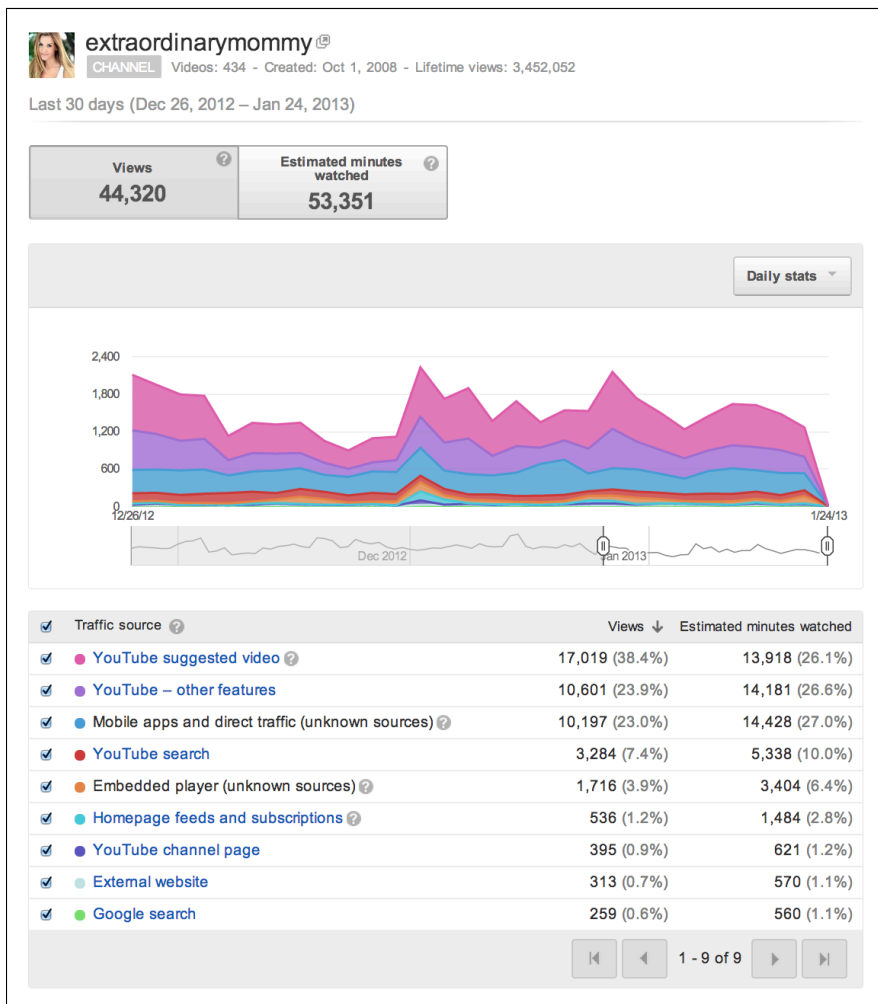 extraordinarymommy
CHANNEL Videos: 434 - Created: Oct 1, 2008 - Lifetime views: 3,452,052
Last 30 days (Dec 26, 2012 – Jan 24, 2013)
Views ?
44,320
Estimated minutes watched ?
53,351
Daily stats
2,400
1,800
1,200
600
0
12/26/12 1/24/13
Dec 2012 Jan 2013
Traffic source ? Views Estimated minutes watched
YouTube suggested video ? 17,019 (38.4%) 13,918 (26.1%)
YouTube – other features 10,601 (23.9%) 14,181 (26.6%)
Mobile apps and direct traffic (unknown sources) ? 10,197 (23.0%) 14,428 (27.0%)
YouTube search 3,284 (7.4%) 5,338 (10.0%)
Embedded player (unknown sources) ? 1,716 (3.9%) 3,404 (6.4%)
Homepage feeds and subscriptions ? 536 (1.2%) 1,484 (2.8%)
YouTube channel page 395 (0.9%) 621 (1.2%)
External website 313 (0.7%) 570 (1.1%)
Google search 259 (0.6%) 560 (1.1%)
1 - 9 of 9